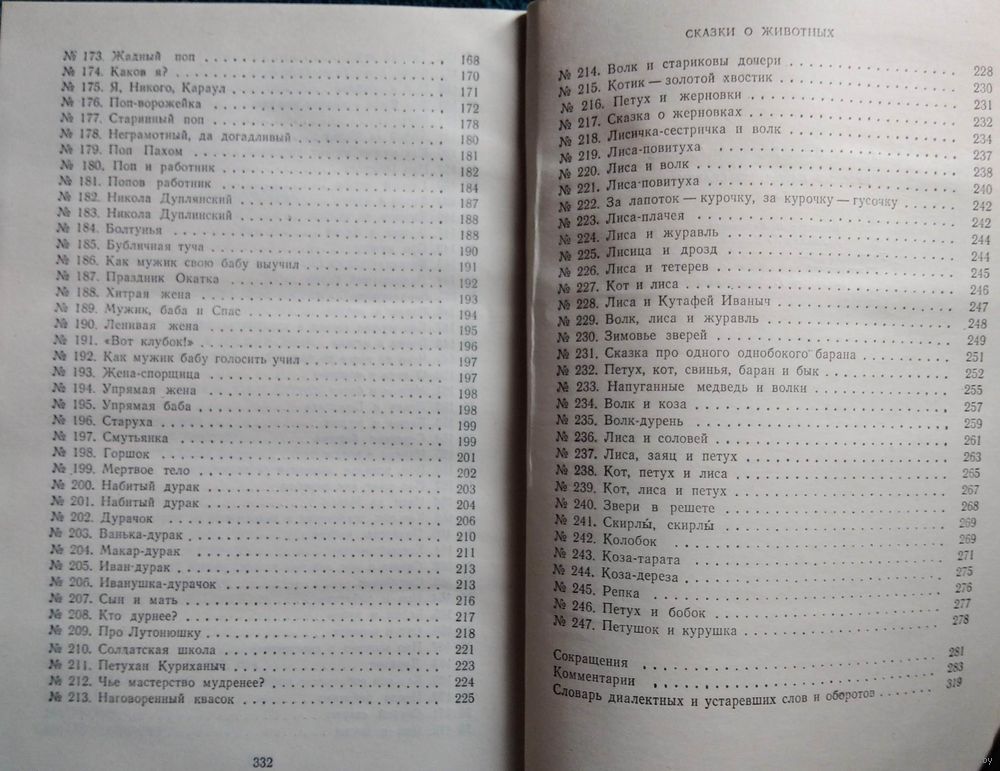 № 173. Жадный поп . . . 168
№ 174. Каков я? . . . 170
№ 175. Я, Никого, Караул . . . 171
№ 176. Поп-ворожейка . . . 172
№ 177. Старинный поп . . . 178
№ 178. Неграмотный, да догадливый . . . 180
№ 179. Поп Пахом . . . 181
№ 180. Поп и работник . . . 182
№ 181. Попов работник . . . 184
№ 182. Никола Дуплянский . . . 187
№ 183. Никола Дуплинский . . . 188
№ 184. Болтунья . . . 188
№ 185. Бубличная туча . . . 190
№ 186. Как мужик свою бабу выучил . . . 191
№ 187. Праздник Окатка . . . 192
№ 188. Хитрая жена . . . 193
№ 189. Мужик, баба и Спас . . . 194
№ 190. Ленивая жена . . . 195
№ 191. «Вот клубок!» . . . 196
№ 192. Как мужик бабу голосить учил . . . 197
№ 193. Жена-спорщица . . . 197
№ 194. Упрямая жена . . . 198
№ 195. Упрямая баба . . . 198
№ 196. Старуха . . . 199
№ 197. Смутьянка . . . 199
№ 198. Горшок . . . 201
№ 199. Мертвое тело . . . 202
№ 200. Набитый дурак . . . 203
№ 201. Набитый дурак . . . 204
№ 202. Дурачок . . . 206
№ 203. Ванька-дурак . . . 210
№ 204. Макар-дурак . . . 211
№ 205. Иван-дурак . . . 213
№ 206. Иванушка-дурачок . . . 213
№ 207. Сын и мать . . . 216
№ 208. Кто дурнее? . . . 217
№ 209. Про Лутонюшку . . . 218
№ 210. Солдатская школа . . . 221
№ 211. Петухан Куриханыч . . . 223
№ 212. Чье мастерство мудренее? . . . 224
№ 213. Наговоренный квасок . . . 225
332
СКАЗКИ О ЖИВОТНЫХ
№ 214. Волк и стариковы дочери . . . 228
№ 215. Котик — золотой хвостик . . . 230
№ 216. Петух и жерновки . . . 231
№ 217. Сказка о жерновках . . . 232
№ 218. Лисичка-сестричка и волк . . . 234
№ 219. Лиса-повитуха . . . 237
№ 220. Лиса и волк . . . 238
№ 221. Лиса-повитуха . . . 240
№ 222. За лапоток — курочку, за курочку — гусочку . . . 242
№ 223. Лиса-плачея . . . 242
№ 224. Лиса и журавль . . . 244
№ 225. Лисица и дрозд . . . 244
№ 226. Лиса и тетерев . . . 245
№ 227. Кот и лиса . . . 246
№ 228. Лиса и Кутафей Иваныч . . . 247
№ 229. Волк, лиса и журавль . . . 248
№ 230. Зимовье зверей . . . 249
№ 231. Сказка про одного однобокого барана . . . 251
№ 232. Петух, кот, свинья, баран и бык . . . 252
№ 233. Напуганные медведь и волки . . . 255
№ 234. Волк и коза . . . 257
№ 235. Волк-дурень . . . 259
№ 236. Лиса и соловей . . . 261
№ 237. Лиса, заяц и петух . . . 263
№ 238. Кот, петух и лиса . . . 265
№ 239. Кот, лиса и петух . . . 267
№ 240. Звери в решете . . . 268
№ 241. Скирлы́, скирлы́ . . . 269
№ 242. Колобок . . . 269
№ 243. Коза-тарата . . . 271
№ 244. Коза-дереза . . . 275
№ 245. Репка . . . 276
№ 246. Петух и бобок . . . 277
№ 247. Петушок и курушка . . . 278
Сокращения . . . 281
Комментарии . . . 283
Словарь диалектных и устаревших слов и оборотов . . . 319